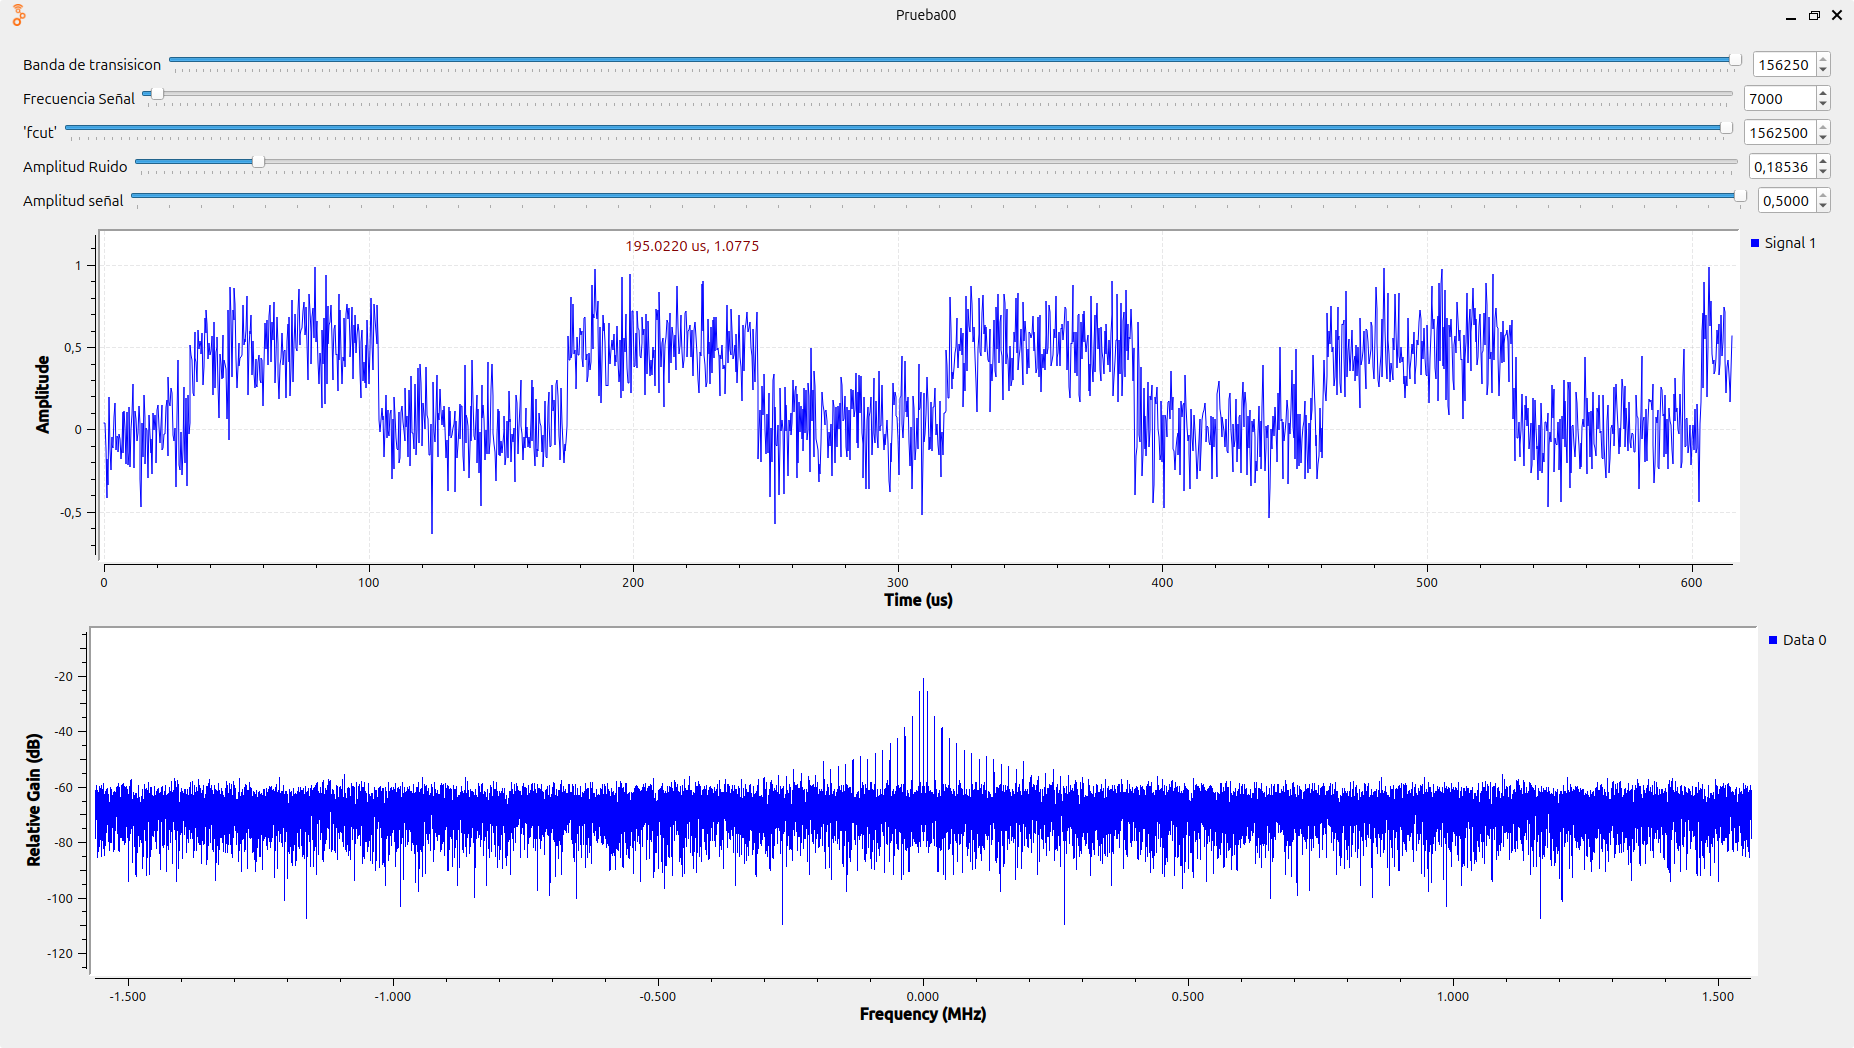 Prueba00
Banda de transisicon 156250
Frecuencia Señal 7000
'fcut' 1562500
Amplitud Ruido 0,18536
Amplitud señal 0,5000
195.0220 us, 1.0775
Signal 1
Amplitude
1
0,5
0
-0,5
0 100 200 300 400 500 600
Time (us)
Data 0
Relative Gain (dB)
-20
-40
-60
-80
-100
-120
-1.500 -1.000 -0.500 0.000 0.500 1.000 1.500
Frequency (MHz)